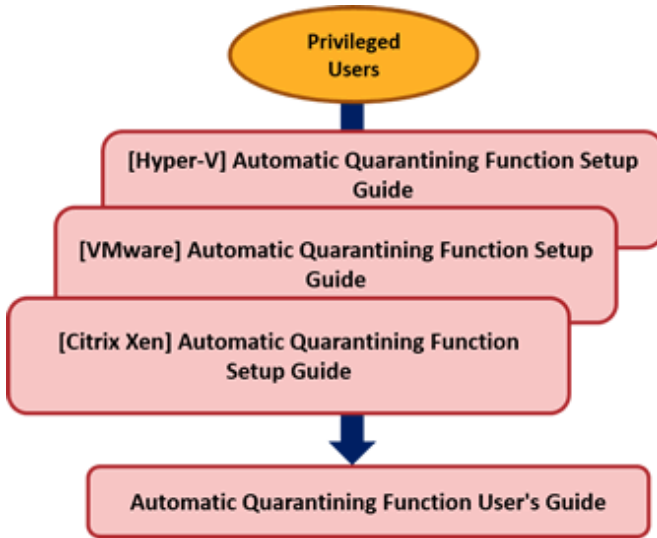 Privileged
Users
[Hyper-V] Automatic Quarantining Function Setup
Guide
[VMware] Automatic Quarantining Function Setup
Guide
[Citrix Xen] Automatic Quarantining Function
Setup Guide
Automatic Quarantining Function User's Guide